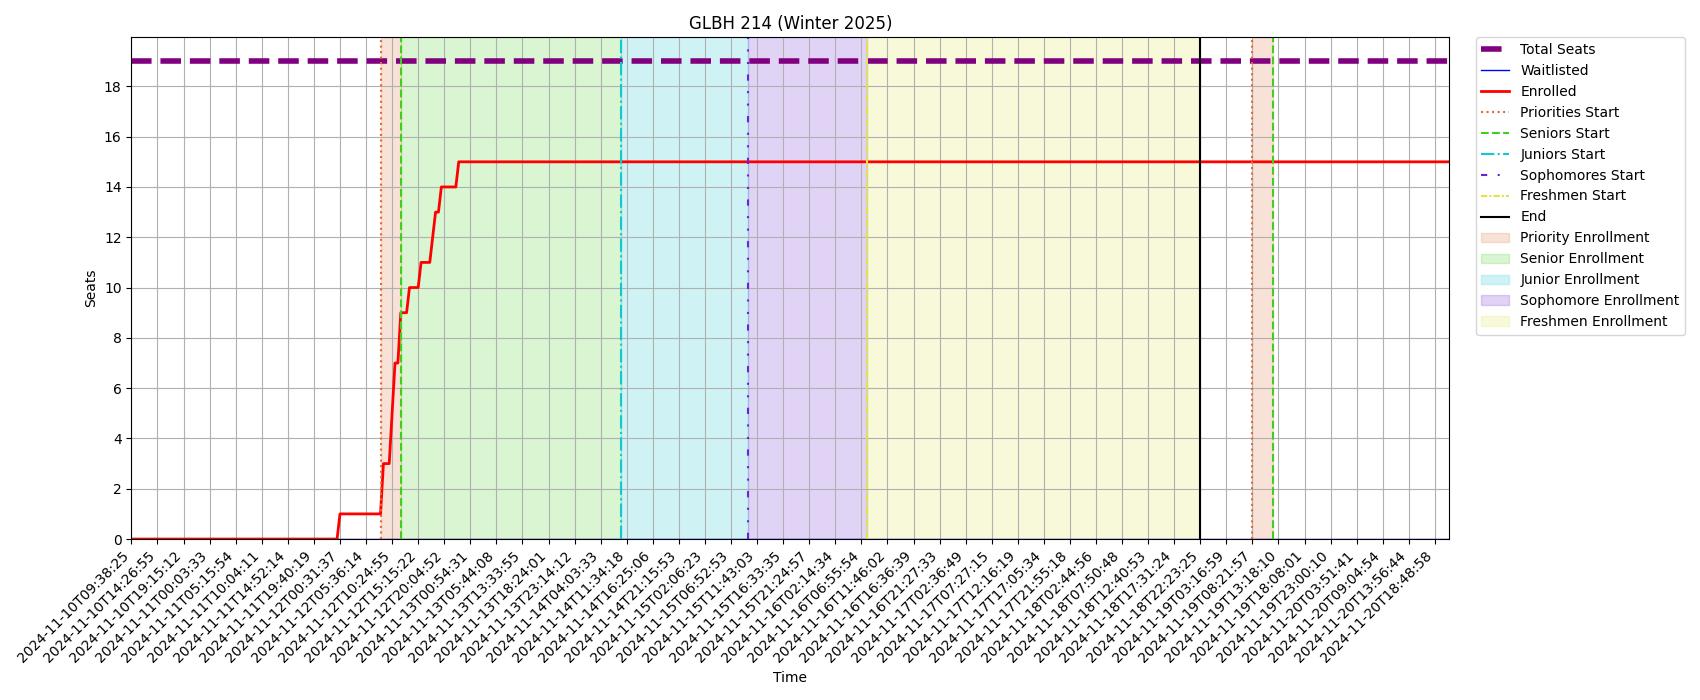 GLBH 214 (Winter 2025)
Total Seats
Waitlisted
Enrolled
Priorities Start
Seniors Start
Juniors Start
Sophomores Start
Freshmen Start
End
Priority Enrollment
Senior Enrollment
Junior Enrollment
Sophomore Enrollment
Freshmen Enrollment
Seats
18
16
14
12
10
8
6
4
2
0
2024-11-10T09:38:25
2024-11-10T14:26:55
2024-11-10T19:15:12
2024-11-11T00:03:33
2024-11-11T05:15:54
2024-11-11T10:04:11
2024-11-11T14:52:14
2024-11-11T19:40:19
2024-11-12T00:31:37
2024-11-12T05:36:14
2024-11-12T10:24:55
2024-11-12T15:15:22
2024-11-12T20:04:52
2024-11-13T00:54:31
2024-11-13T05:44:08
2024-11-13T13:33:55
2024-11-13T18:24:01
2024-11-13T23:14:12
2024-11-14T04:03:33
2024-11-14T11:34:18
2024-11-14T16:25:06
2024-11-14T21:15:53
2024-11-15T02:06:23
2024-11-15T06:52:53
2024-11-15T11:43:03
2024-11-15T16:33:35
2024-11-15T21:24:57
2024-11-16T02:14:34
2024-11-16T06:55:54
2024-11-16T11:46:02
2024-11-16T16:36:39
2024-11-16T21:27:33
2024-11-17T02:36:49
2024-11-17T07:27:15
2024-11-17T12:16:19
2024-11-17T17:05:34
2024-11-17T21:55:18
2024-11-18T02:44:56
2024-11-18T07:50:48
2024-11-18T12:40:53
2024-11-18T17:31:24
2024-11-18T22:23:25
2024-11-19T03:16:59
2024-11-19T08:21:57
2024-11-19T13:18:10
2024-11-19T18:08:01
2024-11-19T23:00:10
2024-11-20T03:51:41
2024-11-20T09:04:54
2024-11-20T13:56:44
2024-11-20T18:48:58
Time